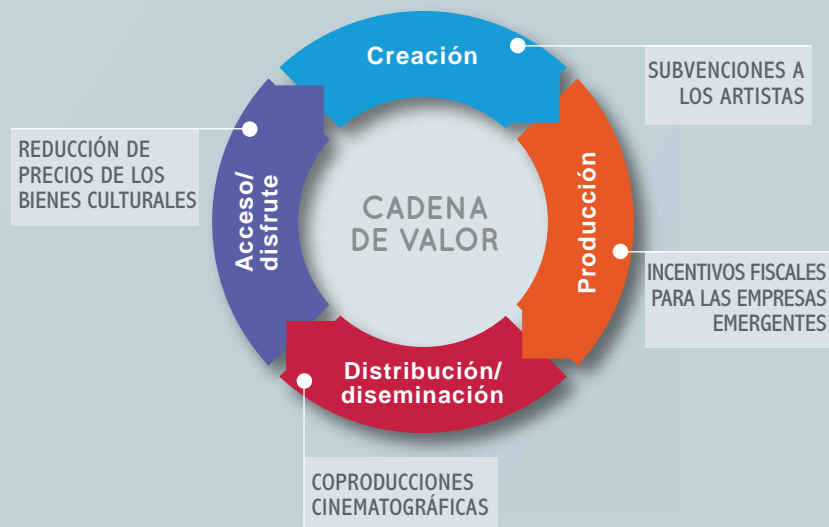 Creación
SUBVENCIONES A
LOS ARTISTAS
REDUCCIÓN DE
PRECIOS DE LOS
BIENES CULTURALES
Acceso/
disfrute
CADENA
DE VALOR
Producción
INCENTIVOS FISCALES
PARA LAS EMPRESAS
EMERGENTES
Distribución/
diseminación
COPRODUCCIONES
CINEMATOGRÁFICAS